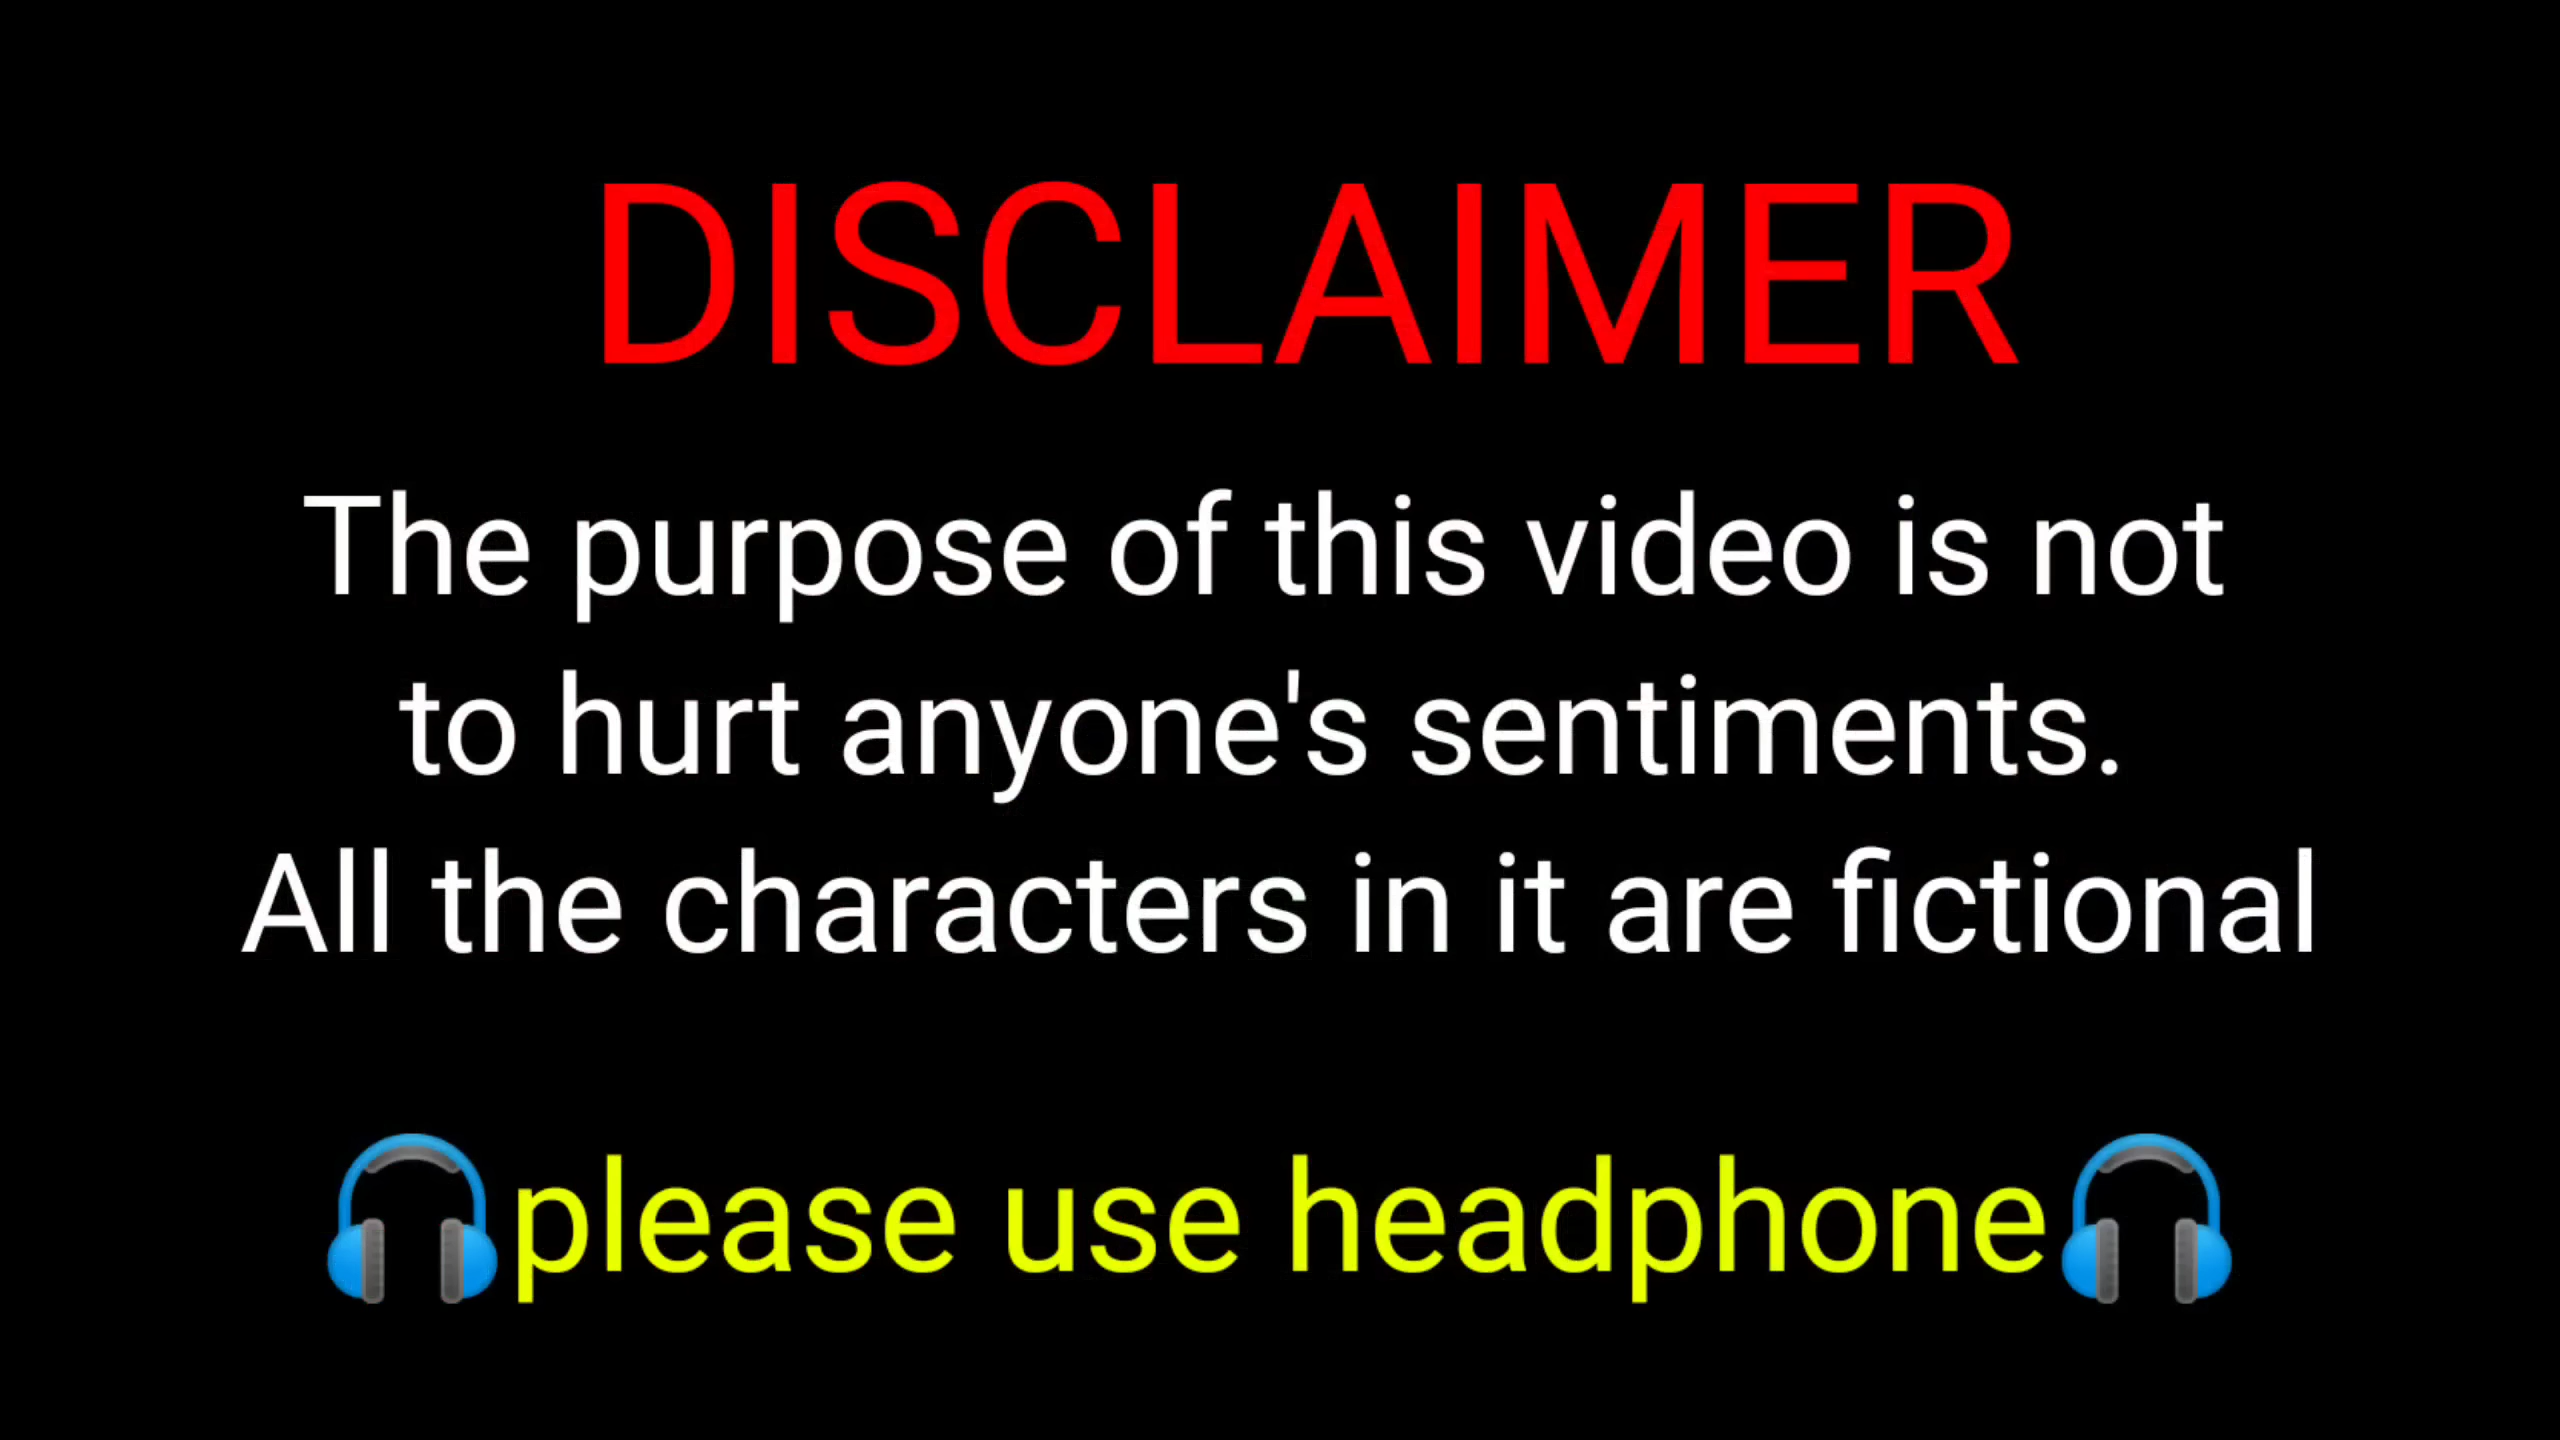 DISCLAIMER
The purpose of this video is not
to hurt anyone's sentiments.
All the characters in it are fictional
🎧please use headphone🎧